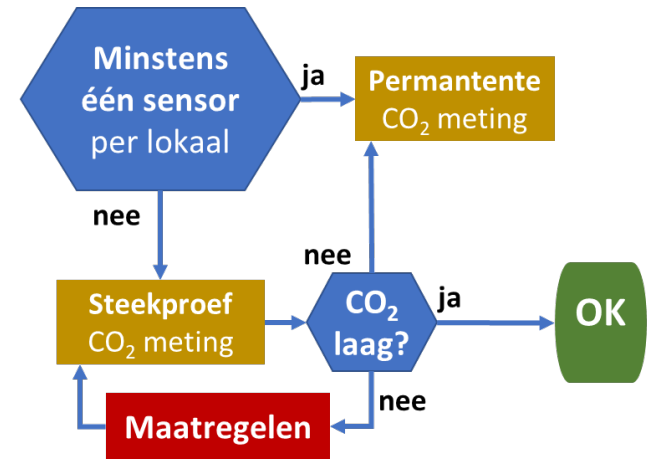 Minstens
één sensor
per lokaal
ja
Permantente
CO₂ meting
nee
nee
Steekproef
CO₂ meting
CO₂
laag?
ja
OK
nee
Maatregelen